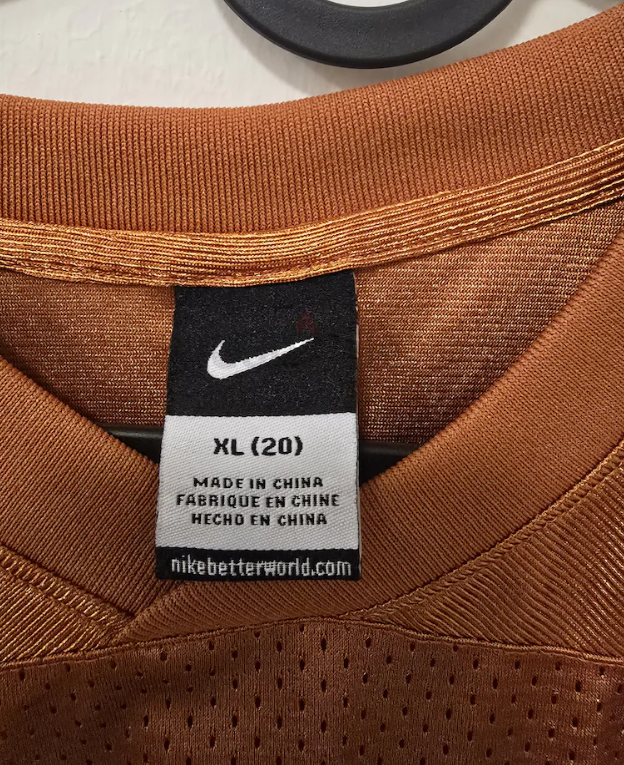 XL (20)
MADE IN CHINA
FABRIQUE EN CHINE
HECHO EN CHINA
nikebetterworld.com